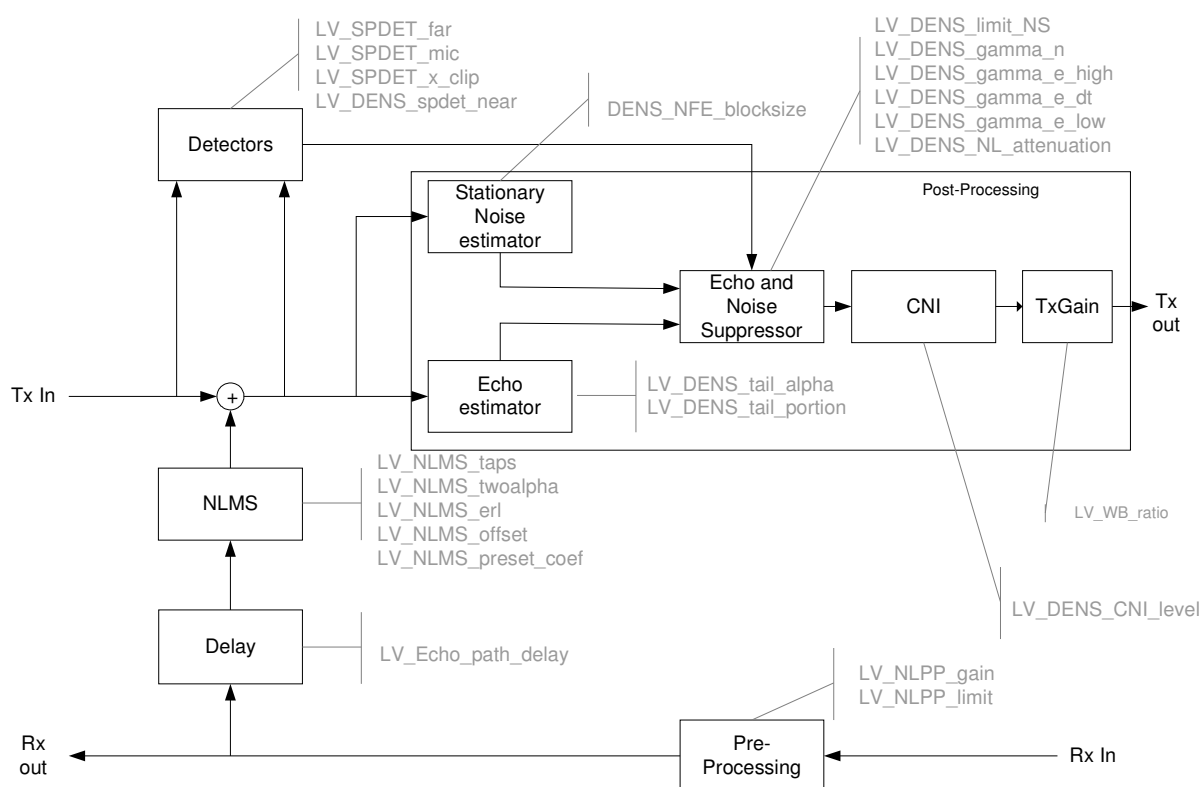 LV_SPDET_far
LV_SPDET_mic
LV_SPDET_x_clip
LV_DENS_spdet_near
DENS_NFE_blocksize
LV_DENS_limit_NS
LV_DENS_gamma_n
LV_DENS_gamma_e_high
LV_DENS_gamma_e_dt
LV_DENS_gamma_e_low
LV_DENS_NL_attenuation
Detectors
Post-Processing
Stationary
Noise
estimator
Echo and
Noise
Suppressor
CNI
TxGain
Tx
out
Tx In
+
Echo
estimator
LV_DENS_tail_alpha
LV_DENS_tail_portion
NLMS
LV_NLMS_taps
LV_NLMS_twoalpha
LV_NLMS_erl
LV_NLMS_offset
LV_NLMS_preset_coef
LV_WB_ratio
LV_DENS_CNI_level
Delay
LV_Echo_path_delay
LV_NLPP_gain
LV_NLPP_limit
Rx
out
Pre-
Processing
Rx In